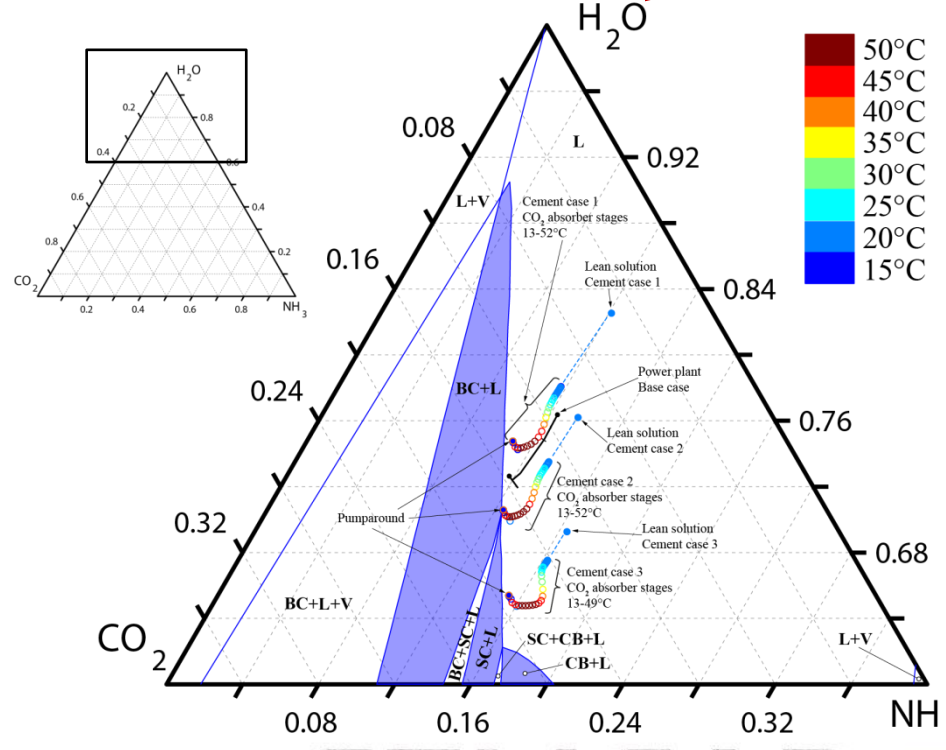 H2O
50°C
45°C
40°C
35°C
30°C
25°C
20°C
15°C
H2O
0.2
0.4
0.6
0.8
CO2
0.2
0.4
0.6
0.8
NH3
0.2
0.4
0.6
0.8
0.08
0.16
0.24
0.32
0.92
0.84
0.76
0.68
L
L+V
Cement case 1
CO2 absorber stages
13-52°C
Lean solution
Cement case 1
BC+L
Power plant
Base case
Lean solution
Cement case 2
Pumparound
Cement case 2
CO2 absorber stages
13-52°C
Lean solution
Cement case 3
Cement case 3
CO2 absorber stages
13-49°C
BC+L+V
BC+SC+L
SC+L
SC+CB+L
CB+L
L+V
CO2
NH
0.08
0.16
0.24
0.32